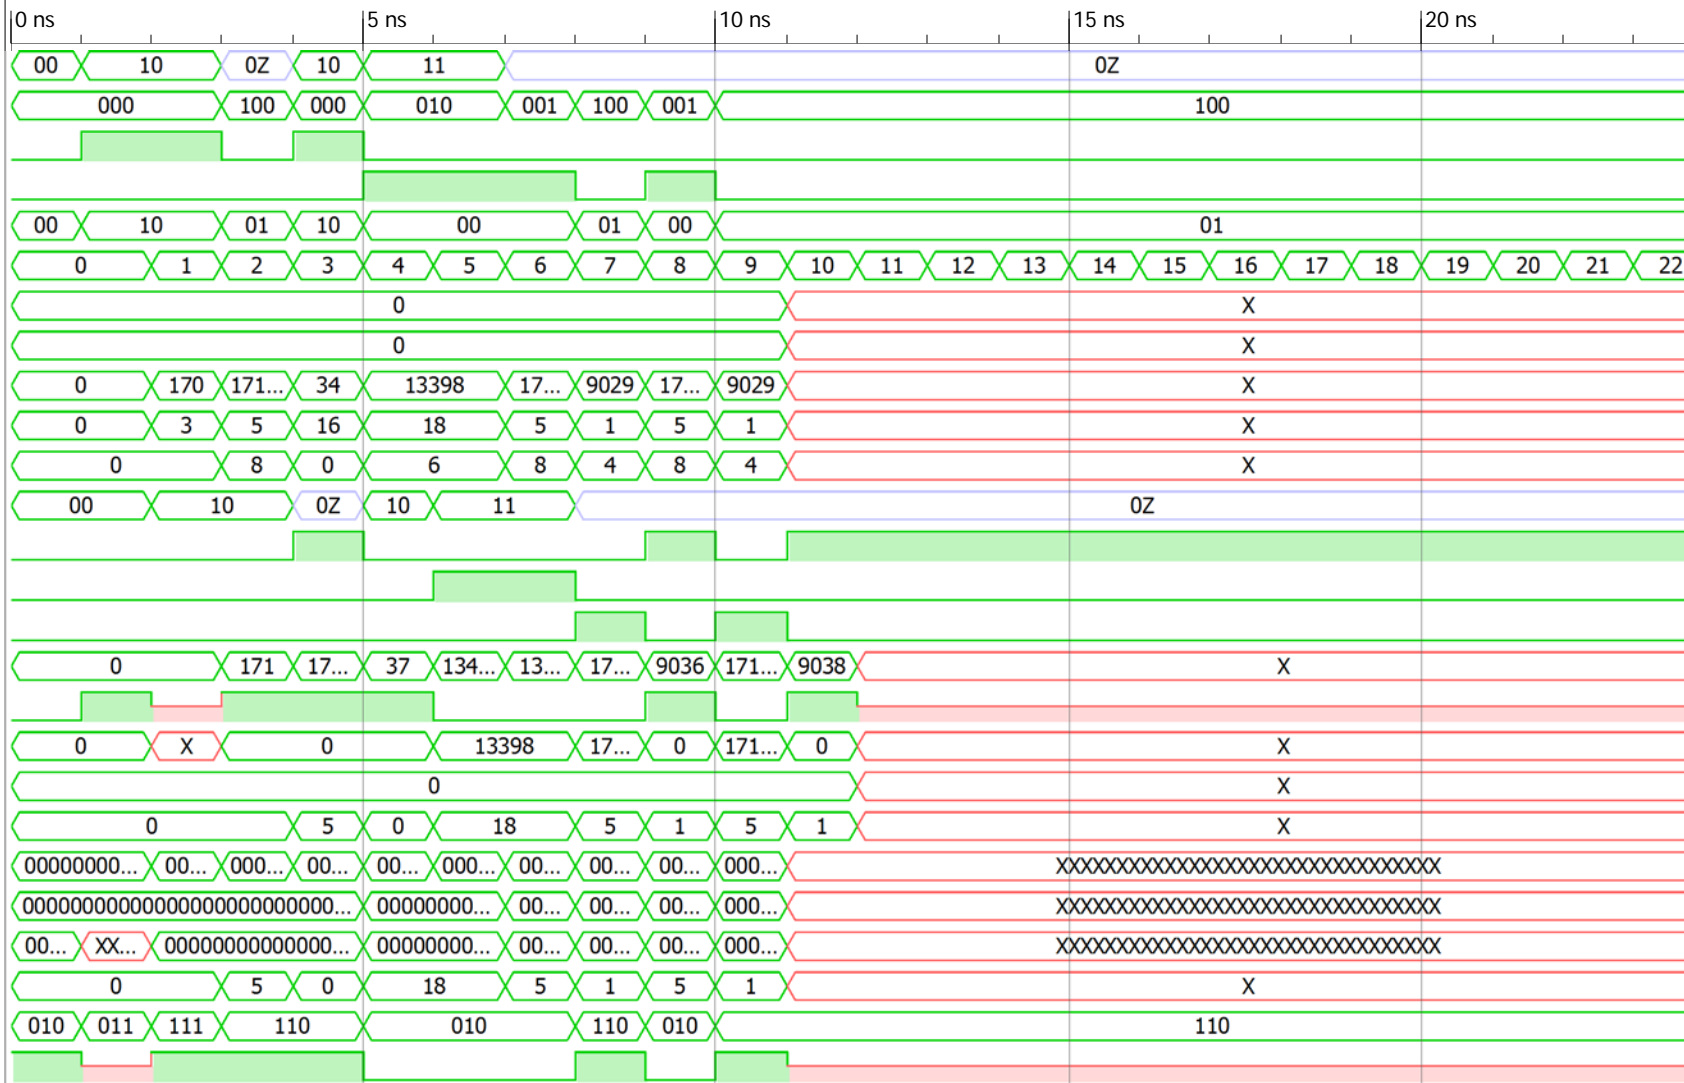 0 ns 5 ns 10 ns 15 ns 20 ns
00 10 0Z 10 11 0Z
000 100 000 010 001 100 001 100
00 10 01 10 00 01 00 01
0 1 2 3 4 5 6 7 8 9 10 11 12 13 14 15 16 17 18 19 20 21 22
0 X
0 X
0 170 171... 34 13398 17... 9029 17... 9029 X
0 3 5 16 18 5 1 5 1 X
0 8 0 6 8 4 8 4 X
00 10 0Z 10 11 0Z
0 171 17... 37 134... 13... 17... 9036 171... 9038 X
0 X 0 13398 17... 0 171... 0 X
0 X
0 5 0 18 5 1 5 1 X
00000000... 00... 000... 00... 00... 000... 00... 00... 00... 000... XXXXXXXXXXXXXXXXXXXXXXXXXXXXXXXX
00000000000000000000000000... 00000000... 00... 00... 00... 000... XXXXXXXXXXXXXXXXXXXXXXXXXXXXXXXX
00... XX... 00000000000000... 00000000... 00... 00... 00... 000... XXXXXXXXXXXXXXXXXXXXXXXXXXXXXXXX
0 5 0 18 5 1 5 1 X
010 011 111 110 010 110 010 110